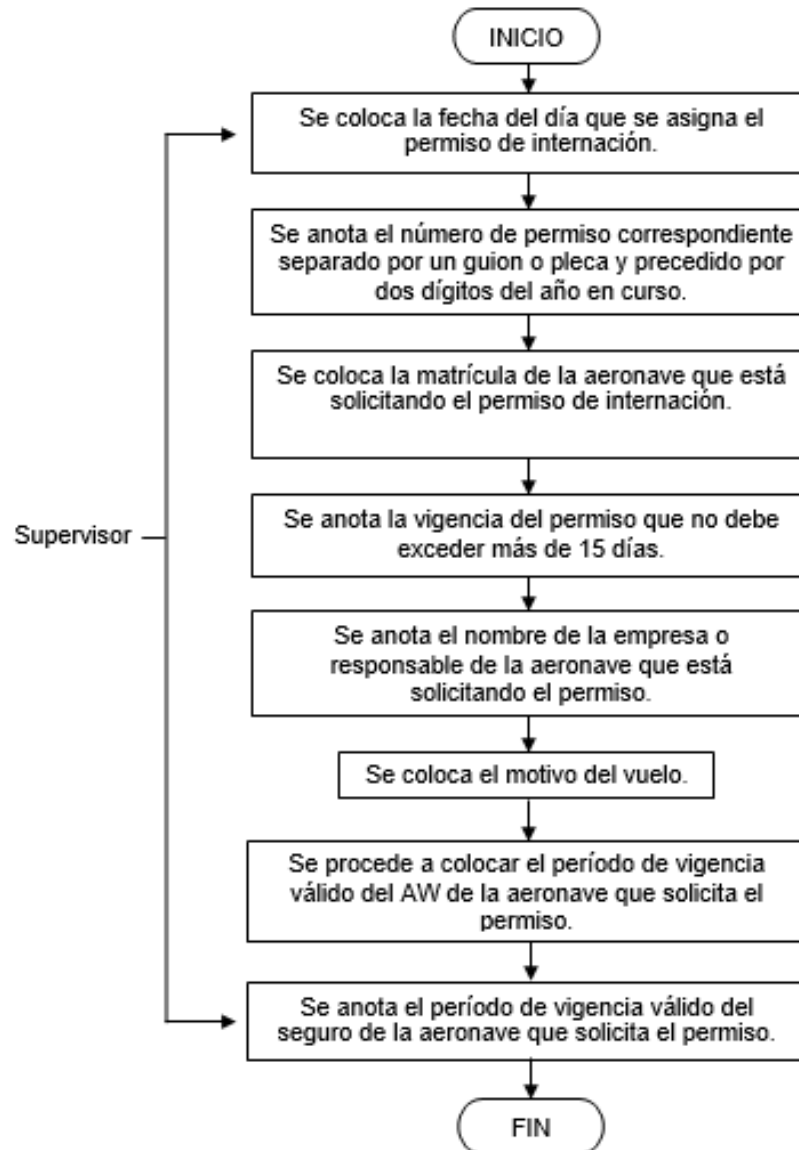 INICIO
Se coloca la fecha del día que se asigna el
permiso de internación.
Se anota el número de permiso correspondiente
separado por un guion o pleca y precedido por
dos dígitos del año en curso.
Se coloca la matrícula de la aeronave que está
solicitando el permiso de internación.
Se anota la vigencia del permiso que no debe
exceder más de 15 días.
Supervisor
Se anota el nombre de la empresa o
responsable de la aeronave que está
solicitando el permiso.
Se coloca el motivo del vuelo.
Se procede a colocar el período de vigencia
válido del AW de la aeronave que solicita el
permiso.
Se anota el período de vigencia válido del
seguro de la aeronave que solicita el permiso.
FIN